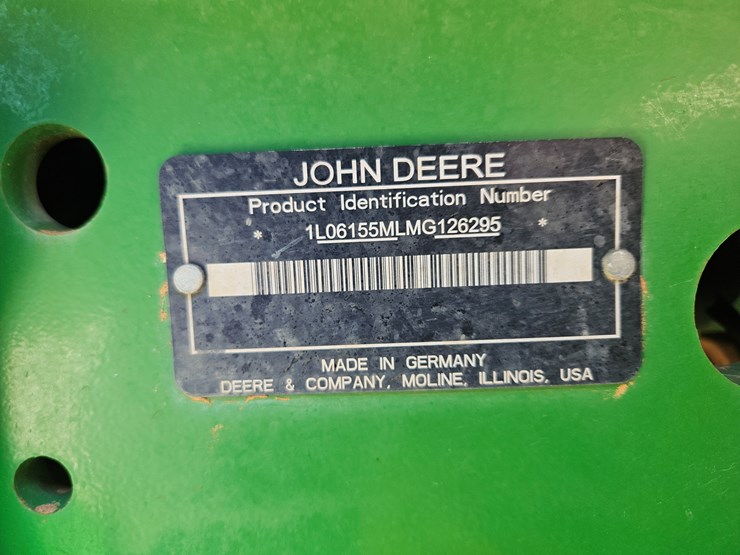 JOHN DEERE
Product Identification Number
* 1L06155MLMG126295 *
MADE IN GERMANY
DEERE & COMPANY, MOLINE, ILLINOIS, USA